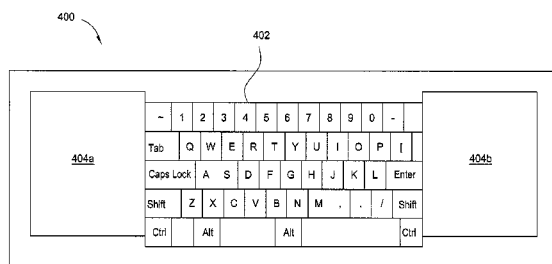 400
402
~ 1 2 3 4 5 6 7 8 9 0 -
Tab Q W E R T Y U I O P [
404a
404b
Caps Lock A S D F G H J K L Enter
Shift Z X C V B N M , . / Shift
Ctrl Alt Alt Ctrl